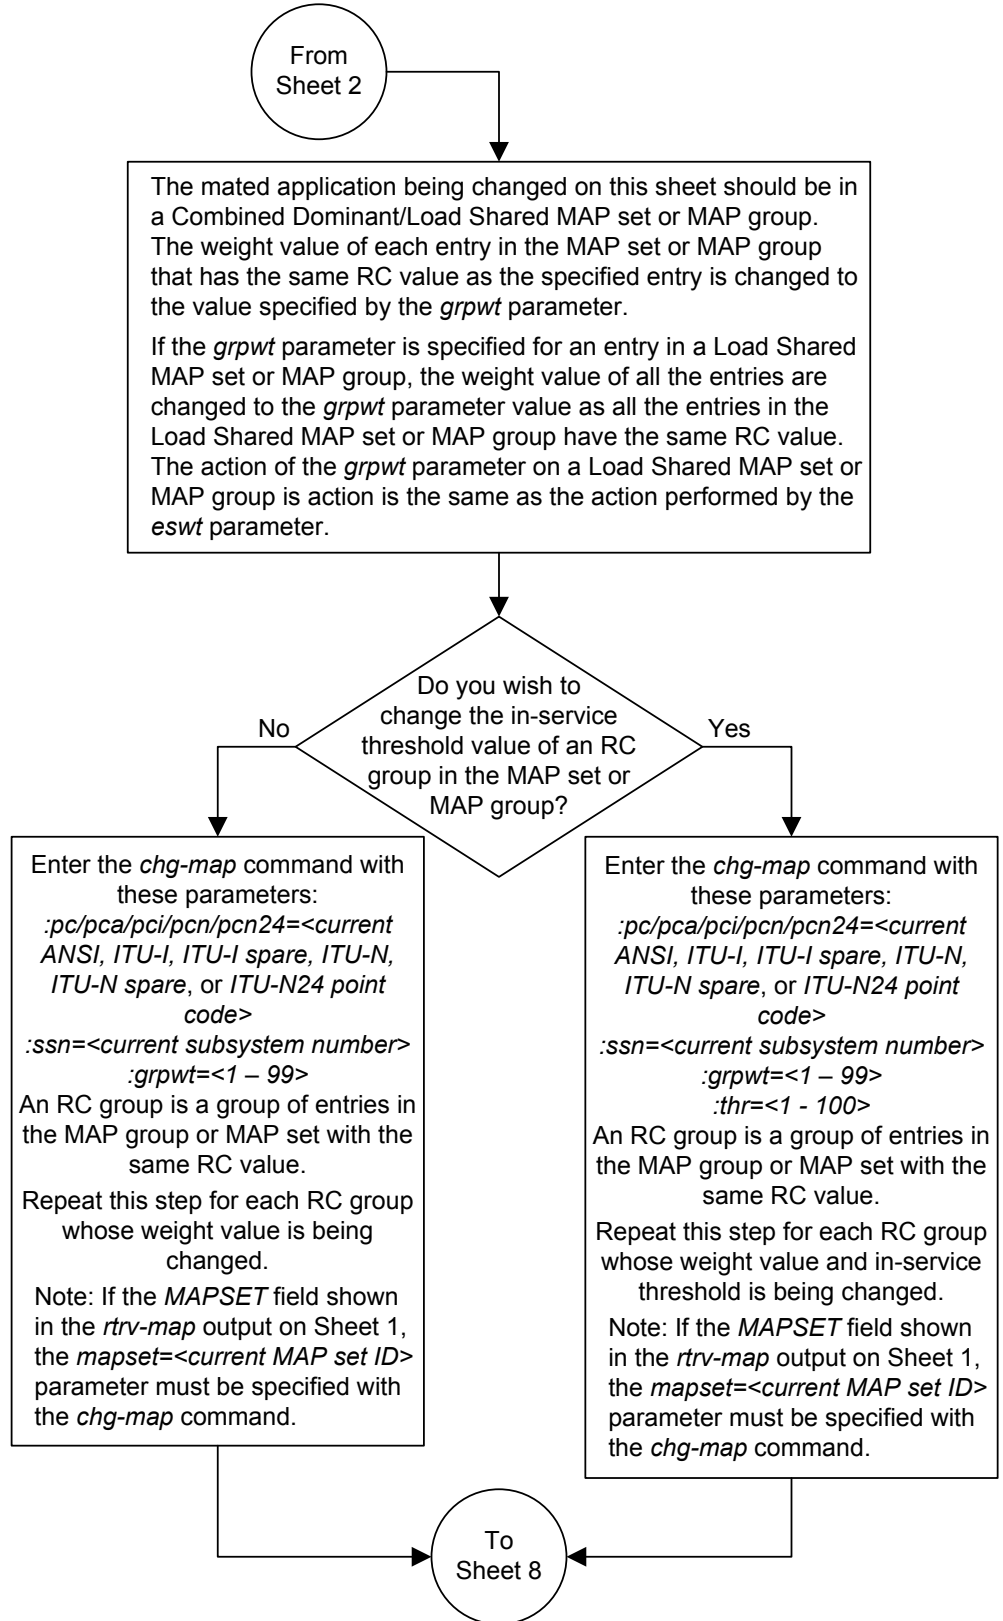 From
Sheet 2
The mated application being changed on this sheet should be in
a Combined Dominant/Load Shared MAP set or MAP group.
The weight value of each entry in the MAP set or MAP group
that has the same RC value as the specified entry is changed to
the value specified by the grpwt parameter.
If the grpwt parameter is specified for an entry in a Load Shared
MAP set or MAP group, the weight value of all the entries are
changed to the grpwt parameter value as all the entries in the
Load Shared MAP set or MAP group have the same RC value.
The action of the grpwt parameter on a Load Shared MAP set or
MAP group is action is the same as the action performed by the
eswt parameter.
Do you wish to
change the in-service
threshold value of an RC
group in the MAP set or
MAP group?
No
Yes
Enter the chg-map command with
these parameters:
:pc/pca/pci/pcn/pcn24=<current
ANSI, ITU-I, ITU-I spare, ITU-N,
ITU-N spare, or ITU-N24 point
code>
:ssn=<current subsystem number>
:grpwt=<1 – 99>
An RC group is a group of entries in
the MAP group or MAP set with the
same RC value.
Repeat this step for each RC group
whose weight value is being
changed.
Note: If the MAPSET field shown
in the rtrv-map output on Sheet 1,
the mapset=<current MAP set ID>
parameter must be specified with
the chg-map command.
Enter the chg-map command with
these parameters:
:pc/pca/pci/pcn/pcn24=<current
ANSI, ITU-I, ITU-I spare, ITU-N,
ITU-N spare, or ITU-N24 point
code>
:ssn=<current subsystem number>
:grpwt=<1 – 99>
:thr=<1 - 100>
An RC group is a group of entries in
the MAP group or MAP set with the
same RC value.
Repeat this step for each RC group
whose weight value and in-service
threshold is being changed.
Note: If the MAPSET field shown
in the rtrv-map output on Sheet 1,
the mapset=<current MAP set ID>
parameter must be specified with
the chg-map command.
To
Sheet 8